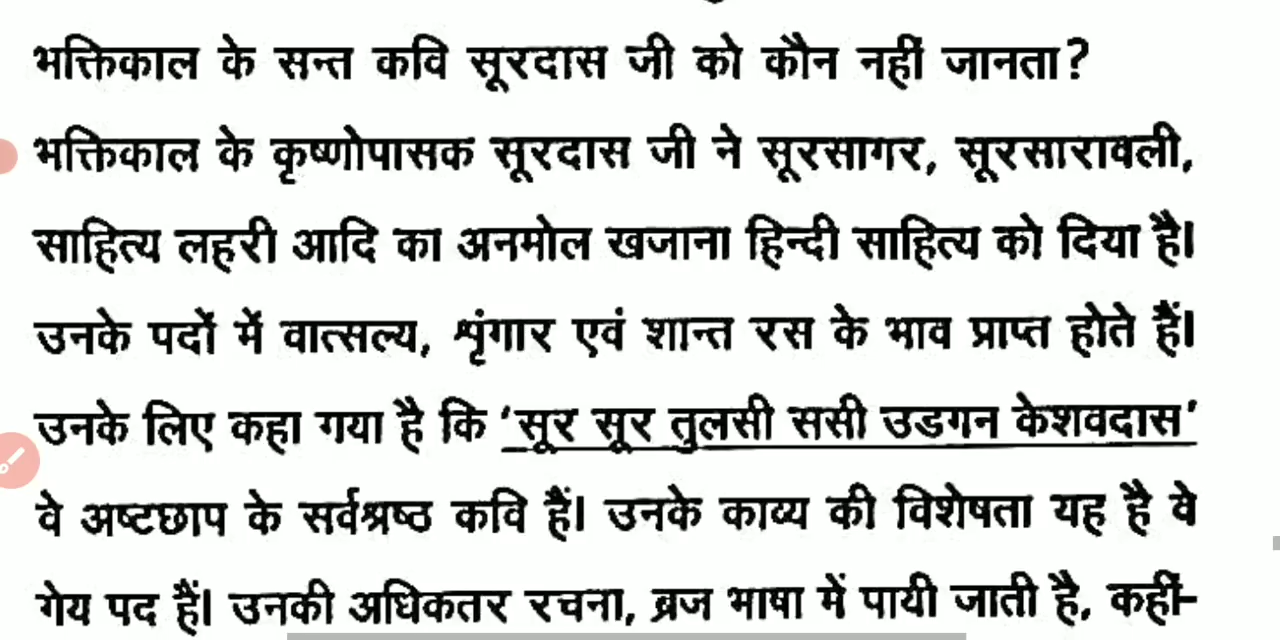 भक्तिकाल के सन्त कवि सूरदास जी को कौन नहीं जानता?
भक्तिकाल के कृष्णोपासक सूरदास जी ने सूरसागर, सूरसारावली,
साहित्य लहरी आदि का अनमोल खजाना हिन्दी साहित्य को दिया है।
उनके पदों में वात्सल्य, शृंगार एवं शान्त रस के भाव प्राप्त होते हैं।
उनके लिए कहा गया है कि 'सूर सूर तुलसी ससी उडगन केशवदास'
वे अष्टछाप के सर्वश्रष्ठ कवि हैं। उनके काव्य की विशेषता यह है वे
गेय पद हैं। उनकी अधिकतर रचना, ब्रज भाषा में पायी जाती है, कहीं-